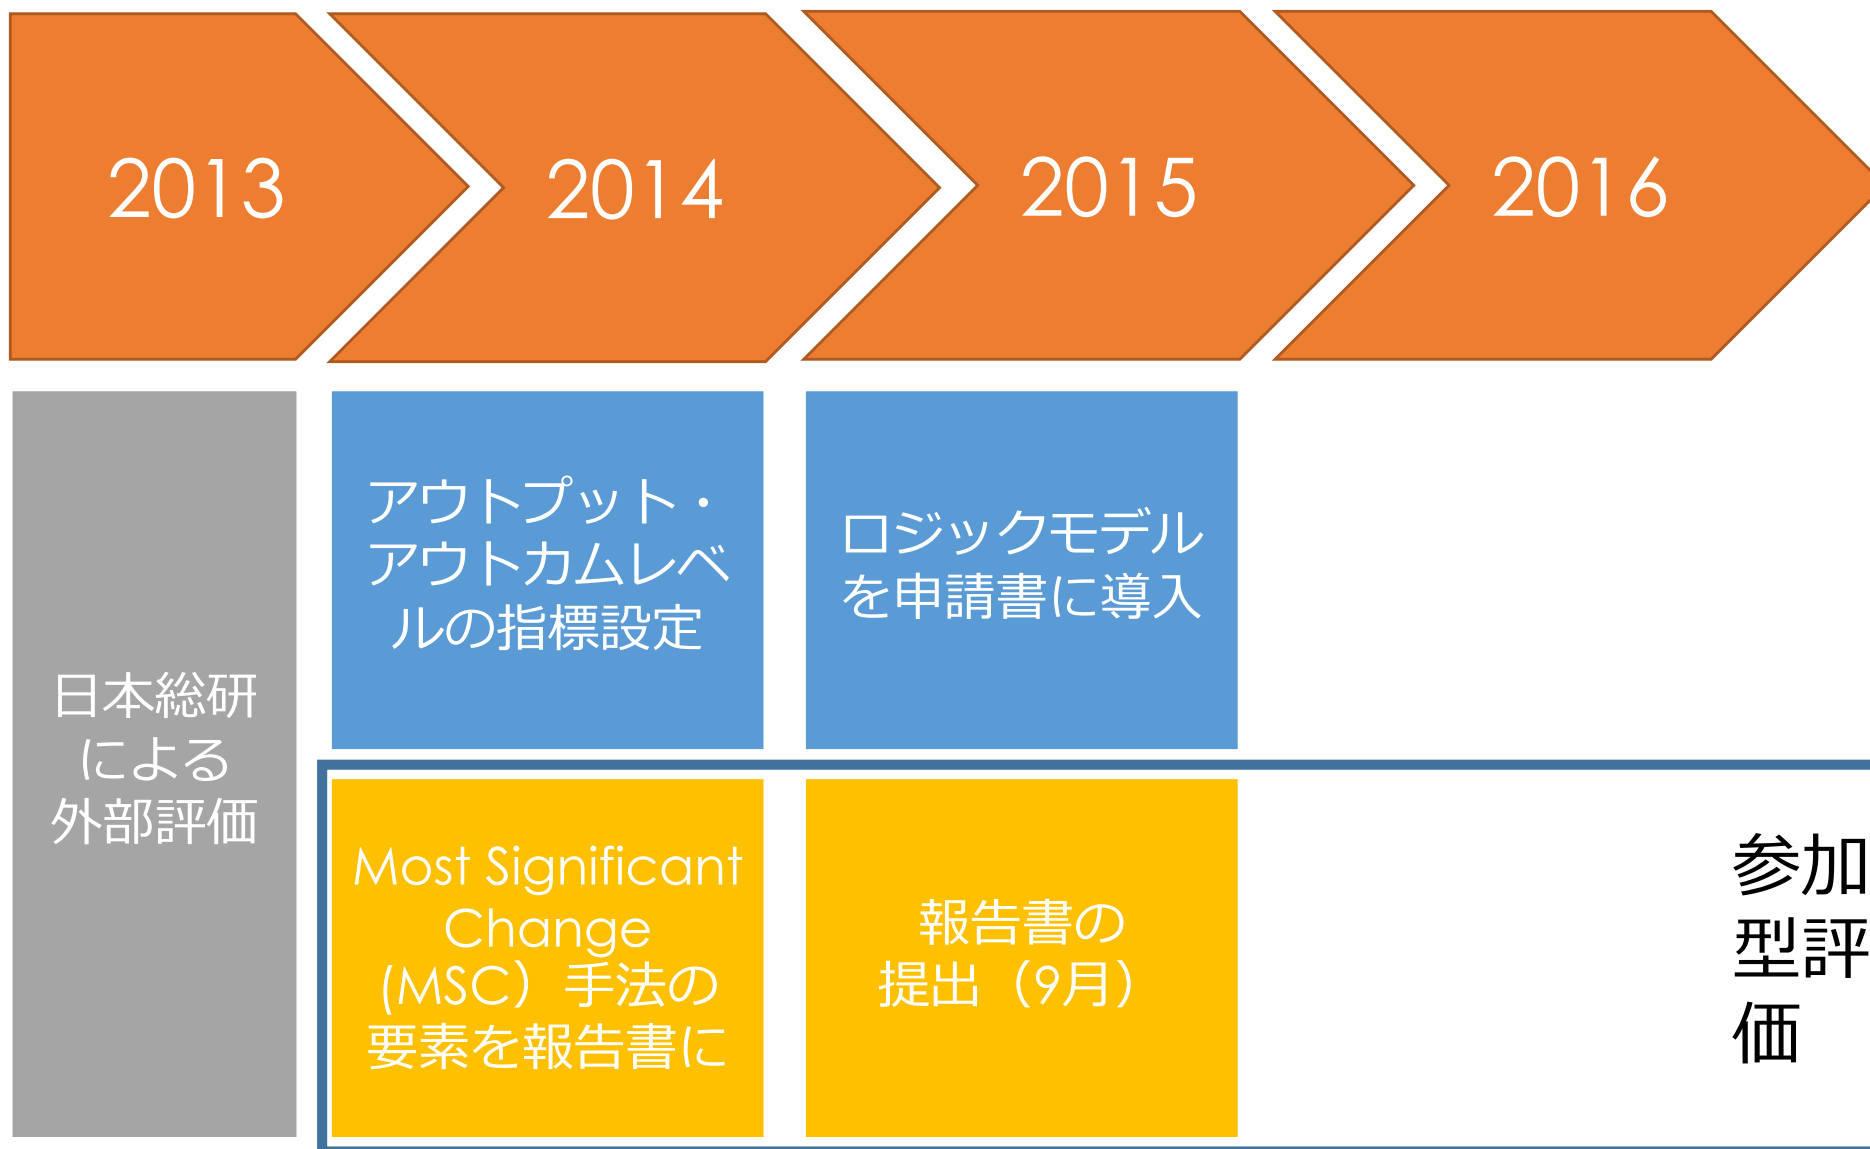 2013
2014
2015
2016
日本総研
による
外部評価
アウトプット・
アウトカムレベ
ルの指標設定
ロジックモデル
を申請書に導入
Most Significant
Change
(MSC）手法の
要素を報告書に
報告書の
提出（9月）
参加
型評
価